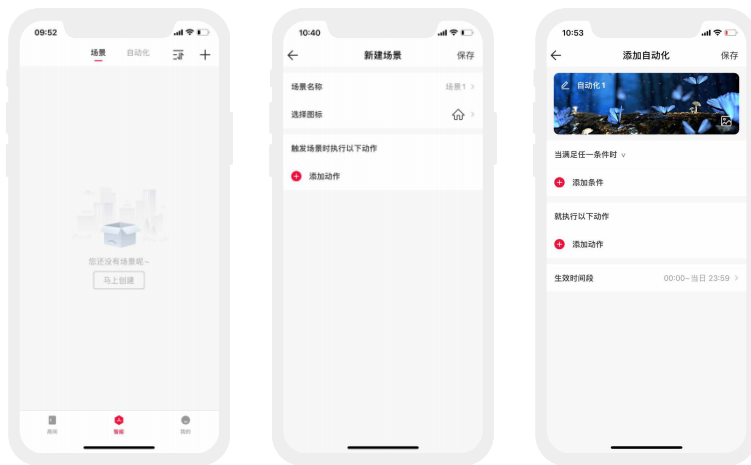 09:52
场景 自动化
您还没有场景呢~
马上创建
房间 智能 我的
10:40
新建场景 保存
场景名称 场景1
选择图标
触发场景时执行以下动作
添加动作
10:53
添加自动化 保存
自动化1
当满足任一条件时
添加条件
就执行以下动作
添加动作
生效时间段 00:00~当日 23:59